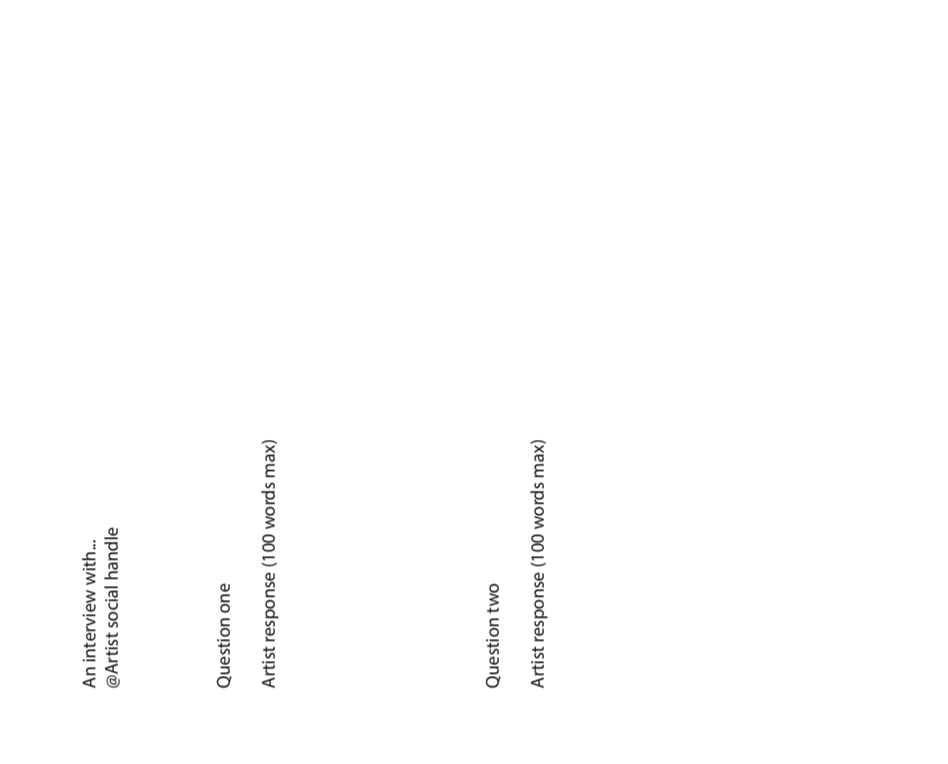 An interview with...
@Artist social handle
Question one
Artist response (100 words max)
Question two
Artist response (100 words max)